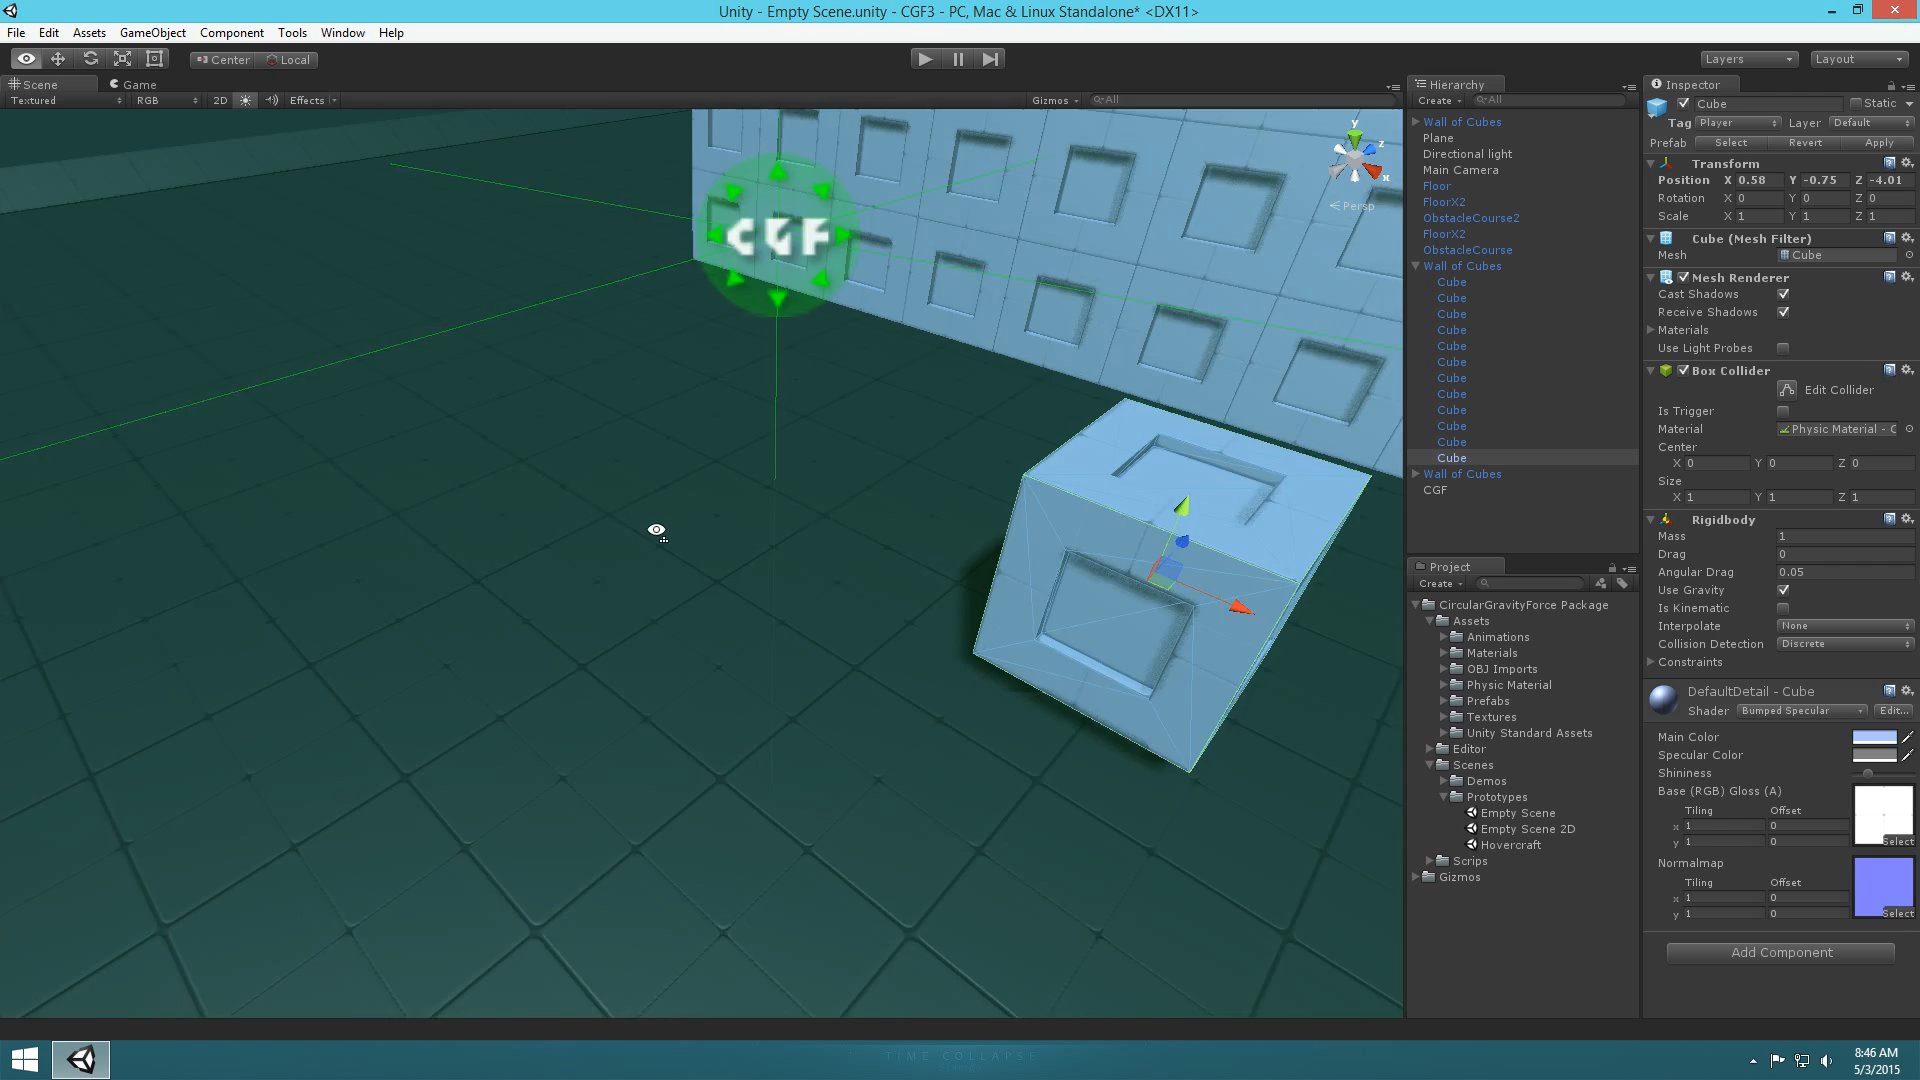 Unity - Empty Scene.unity - CGF3 - PC, Mac & Linux Standalone* <DX11>
File Edit Assets GameObject Component Tools Window Help
Center Local
Layers Layout
Scene Game
Textured RGB 2D Effects Gizmos All
y
z
x
Persp
CGF
Hierarchy
Create All
Wall of Cubes
Plane
Directional light
Main Camera
Floor
FloorX2
ObstacleCourse2
FloorX2
ObstacleCourse
Wall of Cubes
Cube
Cube
Cube
Cube
Cube
Cube
Cube
Cube
Cube
Cube
Cube
Cube
Wall of Cubes
CGF
Project
Create
CircularGravityForce Package
Assets
Animations
Materials
OBJ Imports
Physic Material
Prefabs
Textures
Unity Standard Assets
Editor
Scenes
Demos
Prototypes
Empty Scene
Empty Scene 2D
Hovercraft
Scrips
Gizmos
Inspector
Cube Static
Tag Player Layer Default
Prefab Select Revert Apply
Transform
Position X 0.58 Y -0.75 Z -4.01
Rotation X 0 Y 0 Z 0
Scale X 1 Y 1 Z 1
Cube (Mesh Filter)
Mesh Cube
Mesh Renderer
Cast Shadows
Receive Shadows
Materials
Use Light Probes
Box Collider
Edit Collider
Is Trigger
Material Physic Material - C
Center
X 0 Y 0 Z 0
Size
X 1 Y 1 Z 1
Rigidbody
Mass 1
Drag 0
Angular Drag 0.05
Use Gravity
Is Kinematic
Interpolate None
Collision Detection Discrete
Constraints
DefaultDetail - Cube
Shader Bumped Specular Edit...
Main Color
Specular Color
Shininess
Base (RGB) Gloss (A)
Tiling Offset
x 1 0
y 1 0
Select
Normalmap
Tiling Offset
x 1 0
y 1 0
Select
Add Component
TIME COLLAPSE
8:46 AM
5/3/2015